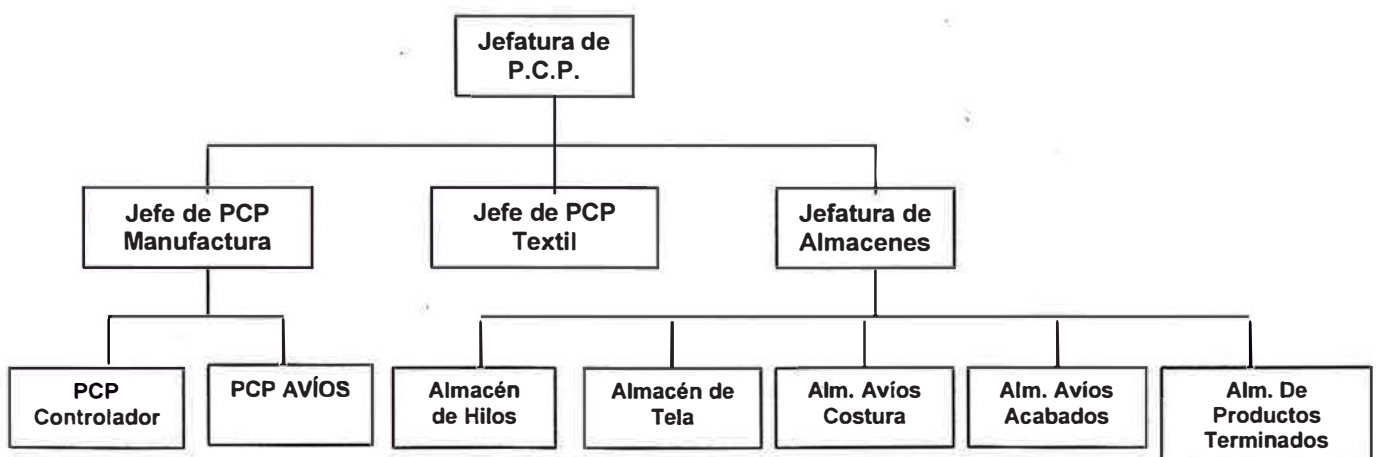 Jefatura de
P.C.P.
Jefe de PCP
Manufactura
Jefe de PCP
Textil
Jefatura de
Almacenes
PCP
Controlador
PCP AVÍOS
Almacén
de Hilos
Almacén de
Tela
Alm. Avíos
Costura
Alm. Avíos
Acabados
Alm. De
Productos
Terminados